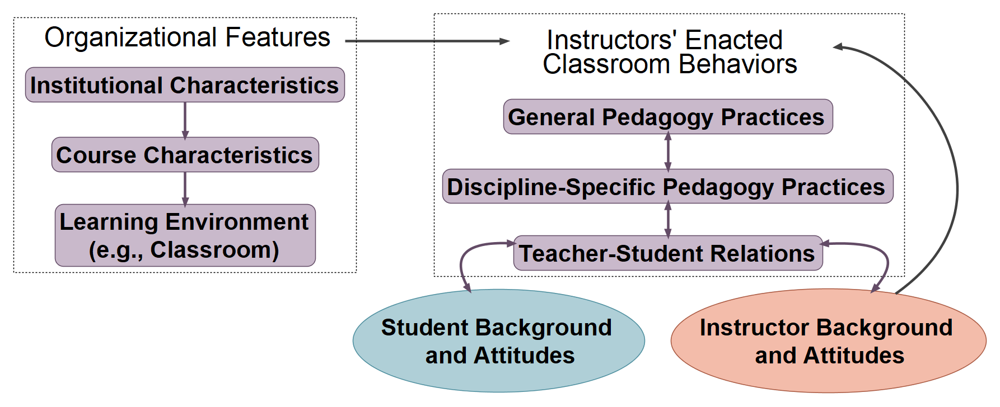 Organizational Features
Institutional Characteristics
Course Characteristics
Learning Environment
(e.g., Classroom)
Instructors' Enacted
Classroom Behaviors
General Pedagogy Practices
Discipline-Specific Pedagogy Practices
Teacher-Student Relations
Student Background
and Attitudes
Instructor Background
and Attitudes